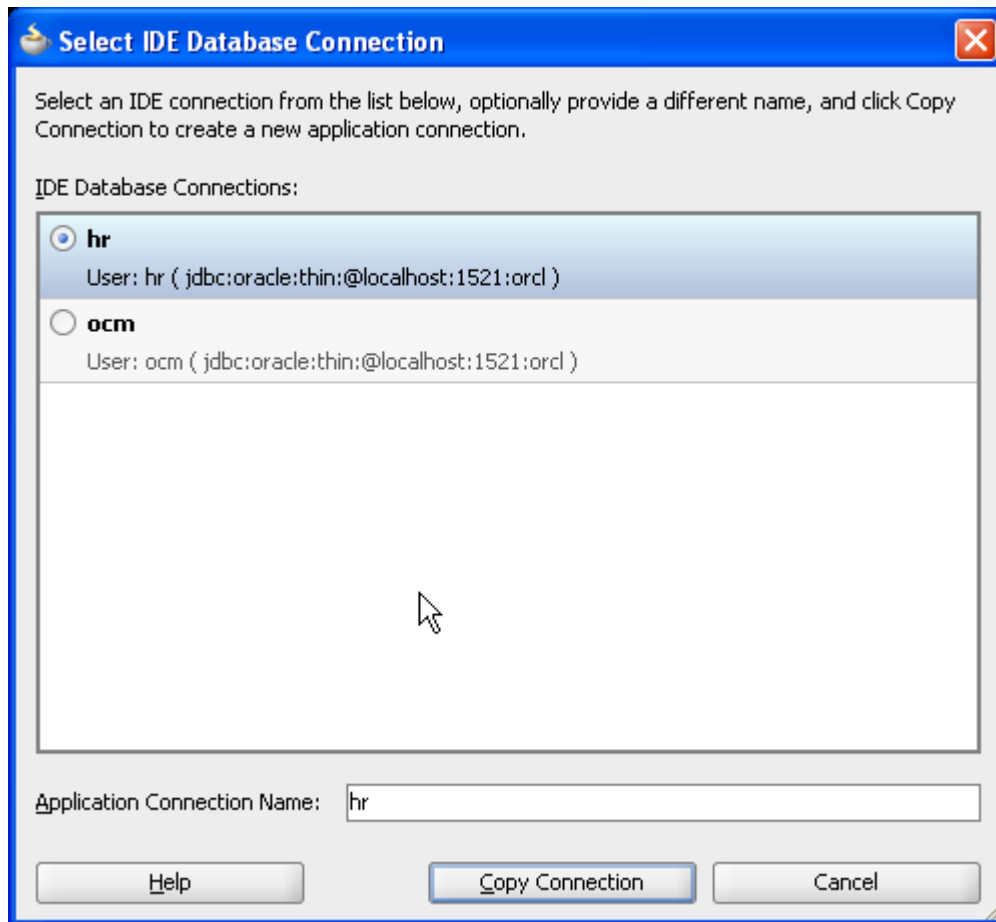 Select IDE Database Connection
Select an IDE connection from the list below, optionally provide a different name, and click Copy
Connection to create a new application connection.
IDE Database Connections:
hr
User: hr ( jdbc:oracle:thin:@localhost:1521:orcl )
ocm
User: ocm ( jdbc:oracle:thin:@localhost:1521:orcl )
Application Connection Name: hr
Help Copy Connection Cancel